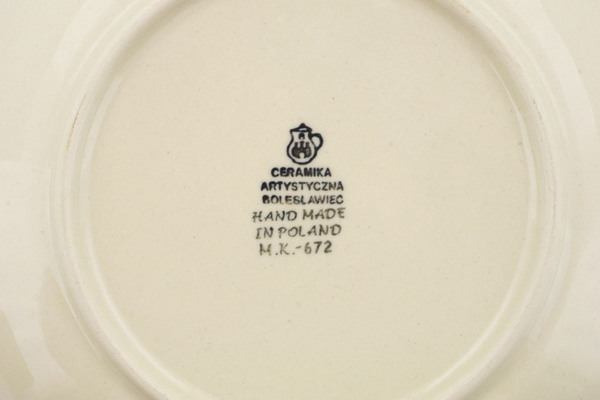 CERAMIKA
ARTYSTYCZNA
BOLESŁAWIEC
HAND MADE
IN POLAND
M.K.-672